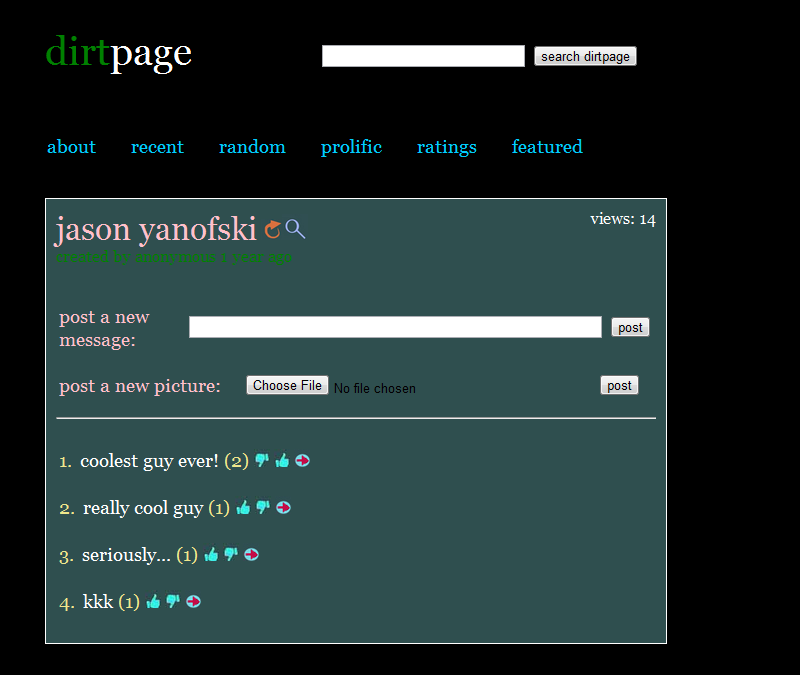 dirtpage
search dirtpage
about recent random prolific ratings featured
jason yanofski
views: 14
created by anonymous 1 year ago
post a new
message:
post
post a new picture: Choose File No file chosen post
1. coolest guy ever! (2)
2. really cool guy (1)
3. seriously... (1)
4. kkk (1)